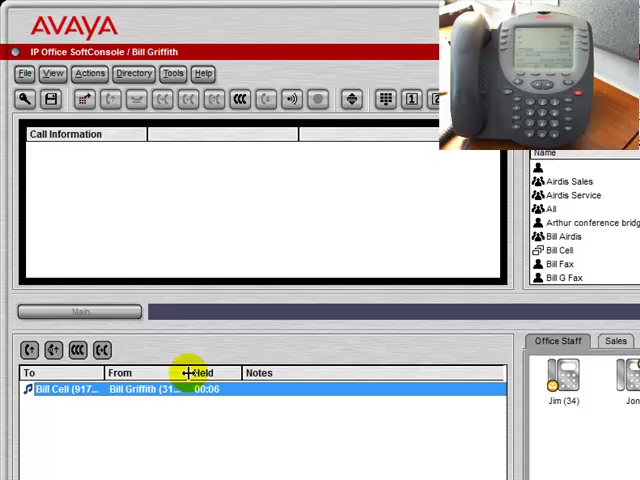 AVAYA
IP Office SoftConsole / Bill Griffith
File View Actions Directory Tools Help
1 2
Call Information
Name
Airdis Sales
Airdis Service
All
Arthur conference bridg
Bill Airdis
Bill Cell
Bill Fax
Bill G Fax
Main
To From Held Notes
Bill Cell (917... Bill Griffith (31... 00:06
Office Staff Sales
Jim (34) Jon